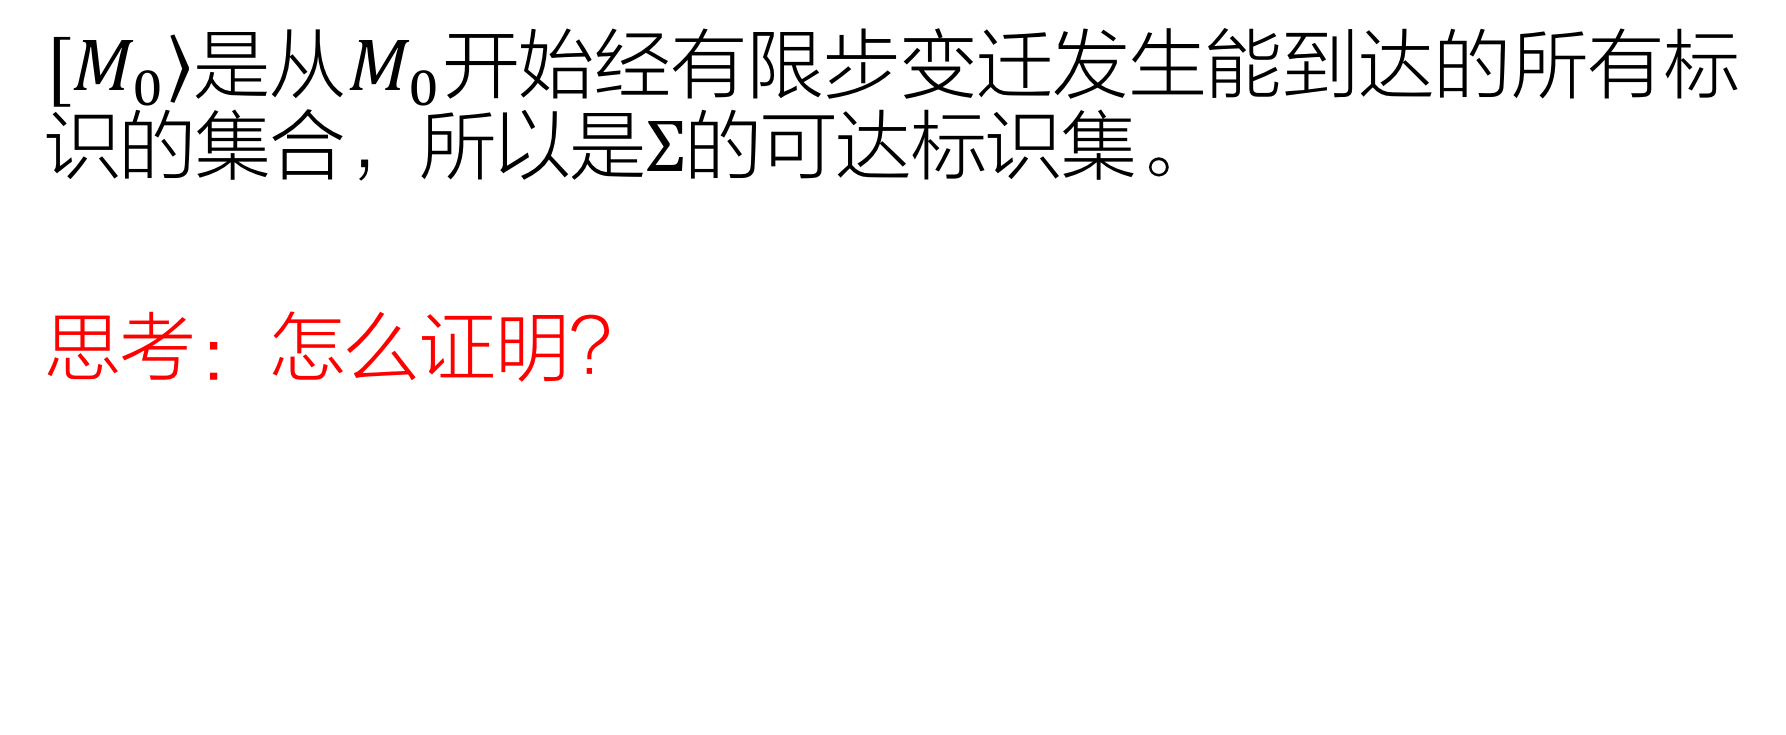 [M₀⟩是从M₀开始经有限步变迁发生能到达的所有标
识的集合，所以是Σ的可达标识集。
思考：怎么证明？